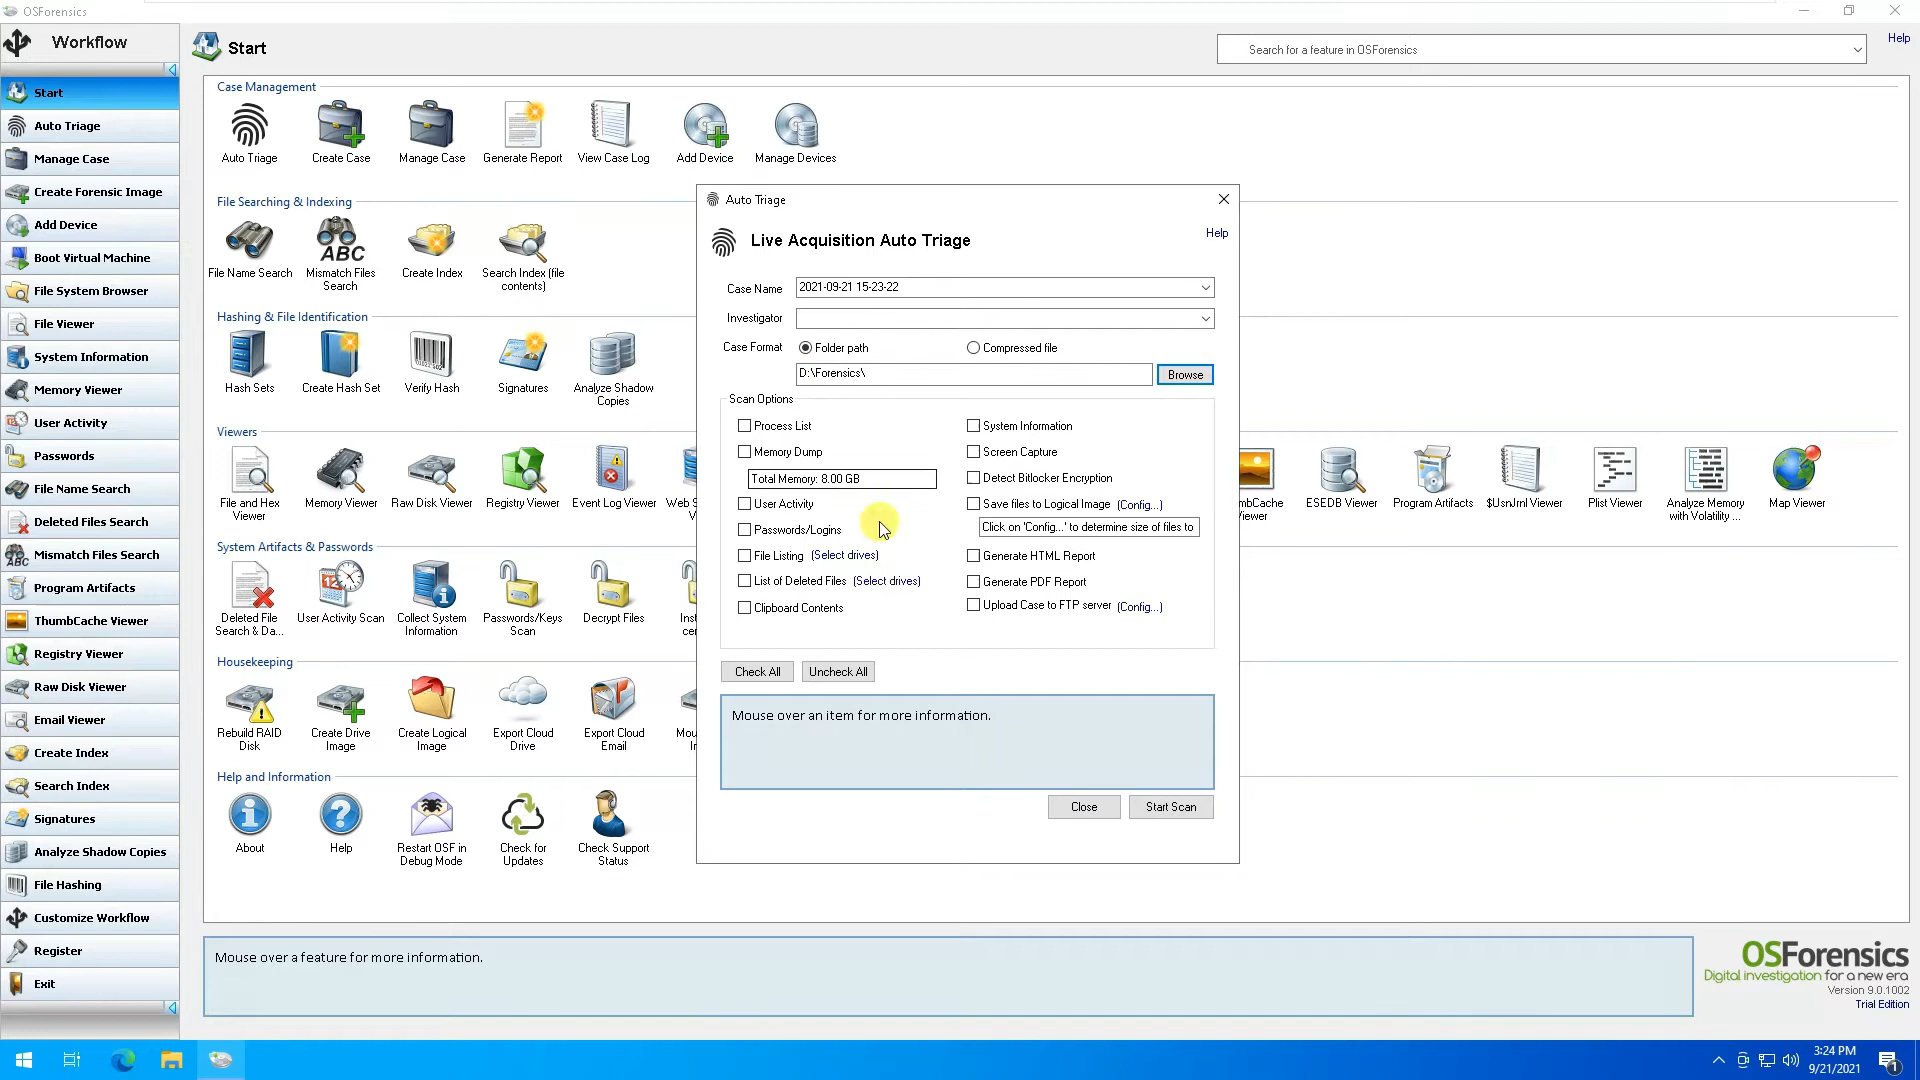 OSForensics
Workflow
Start
Auto Triage
Manage Case
Create Forensic Image
Add Device
Boot Virtual Machine
File System Browser
File Viewer
System Information
Memory Viewer
User Activity
Passwords
File Name Search
Deleted Files Search
Mismatch Files Search
Program Artifacts
ThumbCache Viewer
Registry Viewer
Raw Disk Viewer
Email Viewer
Create Index
Search Index
Signatures
Analyze Shadow Copies
File Hashing
Customize Workflow
Register
Exit
Start
Search for a feature in OSForensics
Help
Case Management
Auto Triage
Create Case
Manage Case
Generate Report
View Case Log
Add Device
Manage Devices
File Searching & Indexing
ABC
File Name Search
Mismatch Files
Search
Create Index
Search Index (file
contents)
Hashing & File Identification
Hash Sets
Create Hash Set
Verify Hash
Signatures
Analyze Shadow
Copies
Viewers
File and Hex
Viewer
Memory Viewer
Raw Disk Viewer
Registry Viewer
Event Log Viewer
Web S
V
mbCache
Viewer
ESEDB Viewer
Program Artifacts
$UsnJrnl Viewer
Plist Viewer
Analyze Memory
with Volatility ...
Map Viewer
System Artifacts & Passwords
Deleted File
Search & Da...
User Activity Scan
Collect System
Information
Passwords/Keys
Scan
Decrypt Files
Inst
cer
Housekeeping
Rebuild RAID
Disk
Create Drive
Image
Create Logical
Image
Export Cloud
Drive
Export Cloud
Email
Mou
Ir
Help and Information
About
Help
Restart OSF in
Debug Mode
Check for
Updates
Check Support
Status
Auto Triage
Live Acquisition Auto Triage
Help
Case Name
2021-09-21 15-23-22
Investigator
Case Format
Folder path
Compressed file
D:\Forensics\
Browse
Scan Options
Process List
System Information
Memory Dump
Screen Capture
Total Memory: 8.00 GB
Detect Bitlocker Encryption
User Activity
Save files to Logical Image (Config...)
Passwords/Logins
Click on 'Config...' to determine size of files to
File Listing (Select drives)
Generate HTML Report
List of Deleted Files (Select drives)
Generate PDF Report
Clipboard Contents
Upload Case to FTP server (Config...)
Check All
Uncheck All
Mouse over an item for more information.
Close
Start Scan
Mouse over a feature for more information.
OSForensics
Digital investigation for a new era
Version 9.0.1002
Trial Edition
3:24 PM
9/21/2021
1